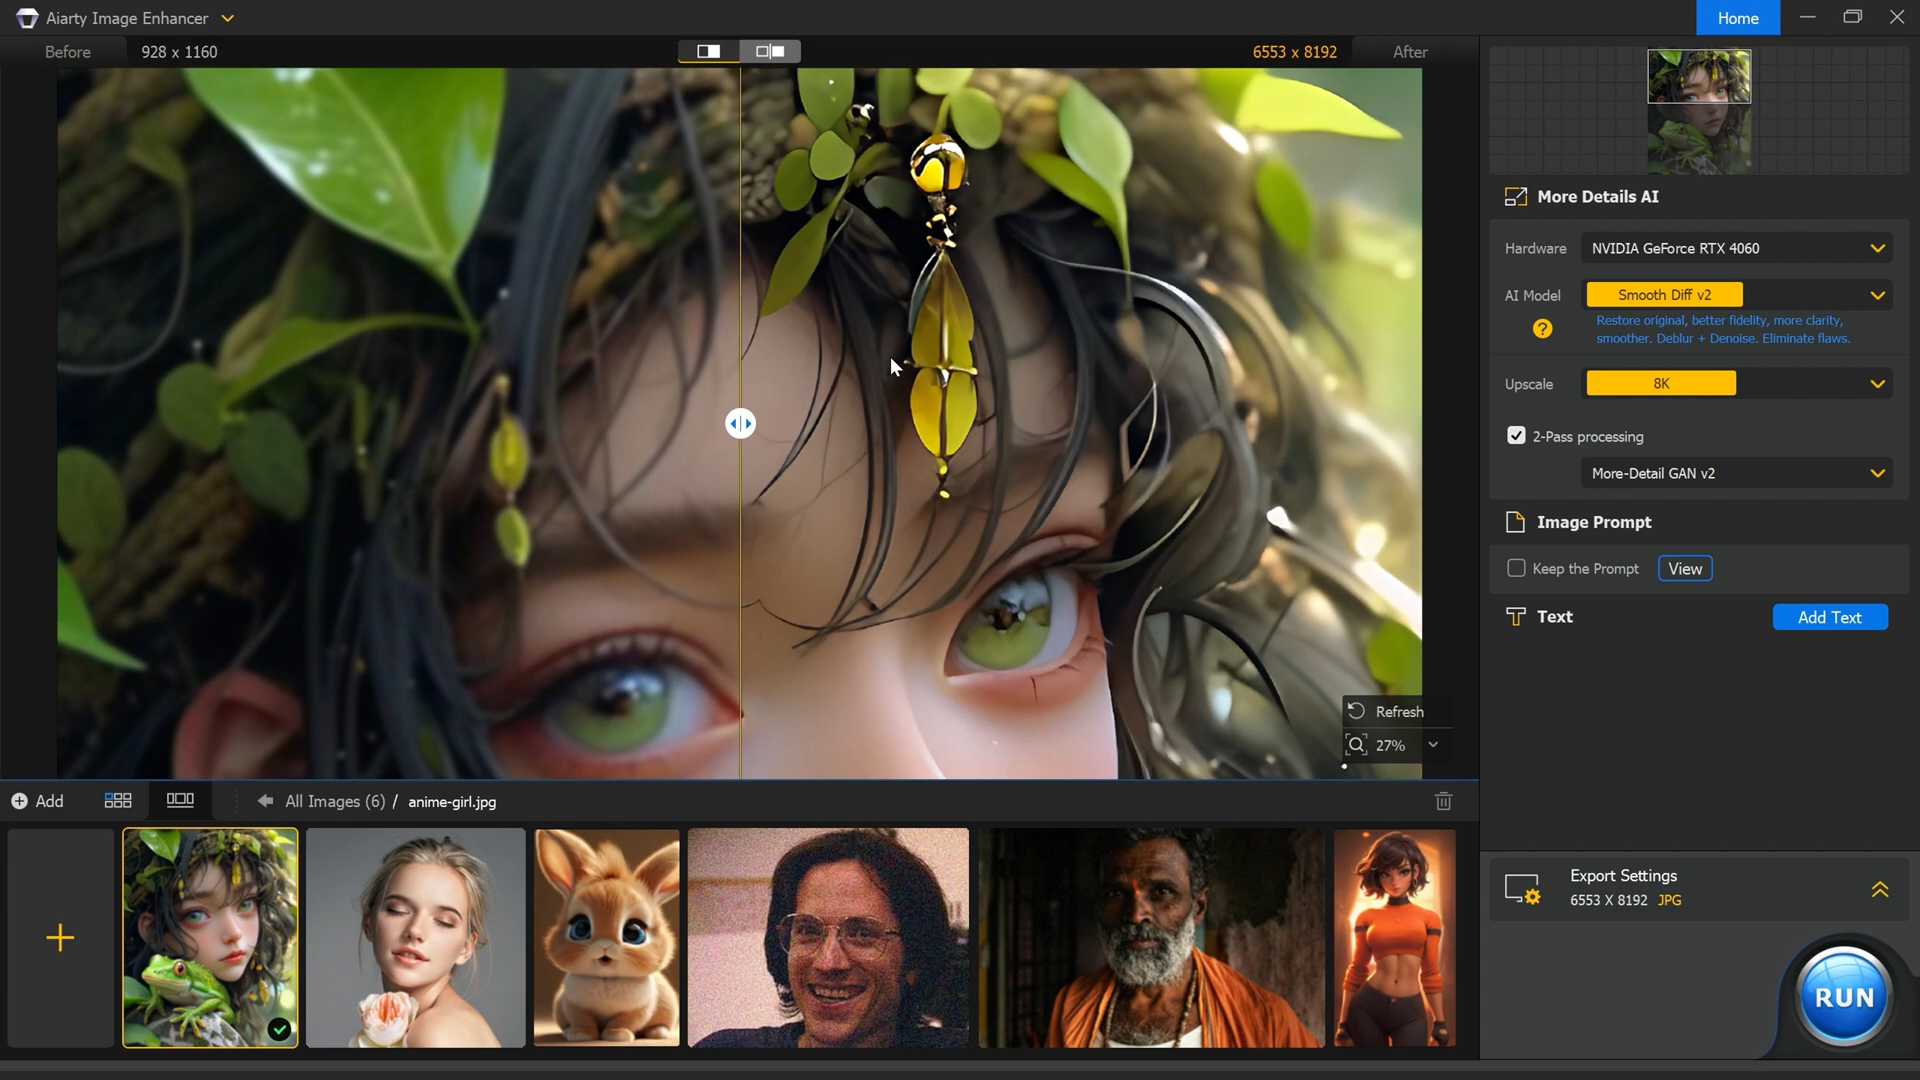 Aiarty Image Enhancer
Home
Before
928 x 1160
6553 x 8192
After
More Details AI
Hardware
NVIDIA GeForce RTX 4060
AI Model
Smooth Diff v2
?
Restore original, better fidelity, more clarity,
smoother. Deblur + Denoise. Eliminate flaws.
Upscale
8K
2-Pass processing
More-Detail GAN v2
Image Prompt
Keep the Prompt
View
Text
Add Text
Refresh
27%
Add
All Images (6) / anime-girl.jpg
Export Settings
6553 X 8192 JPG
RUN